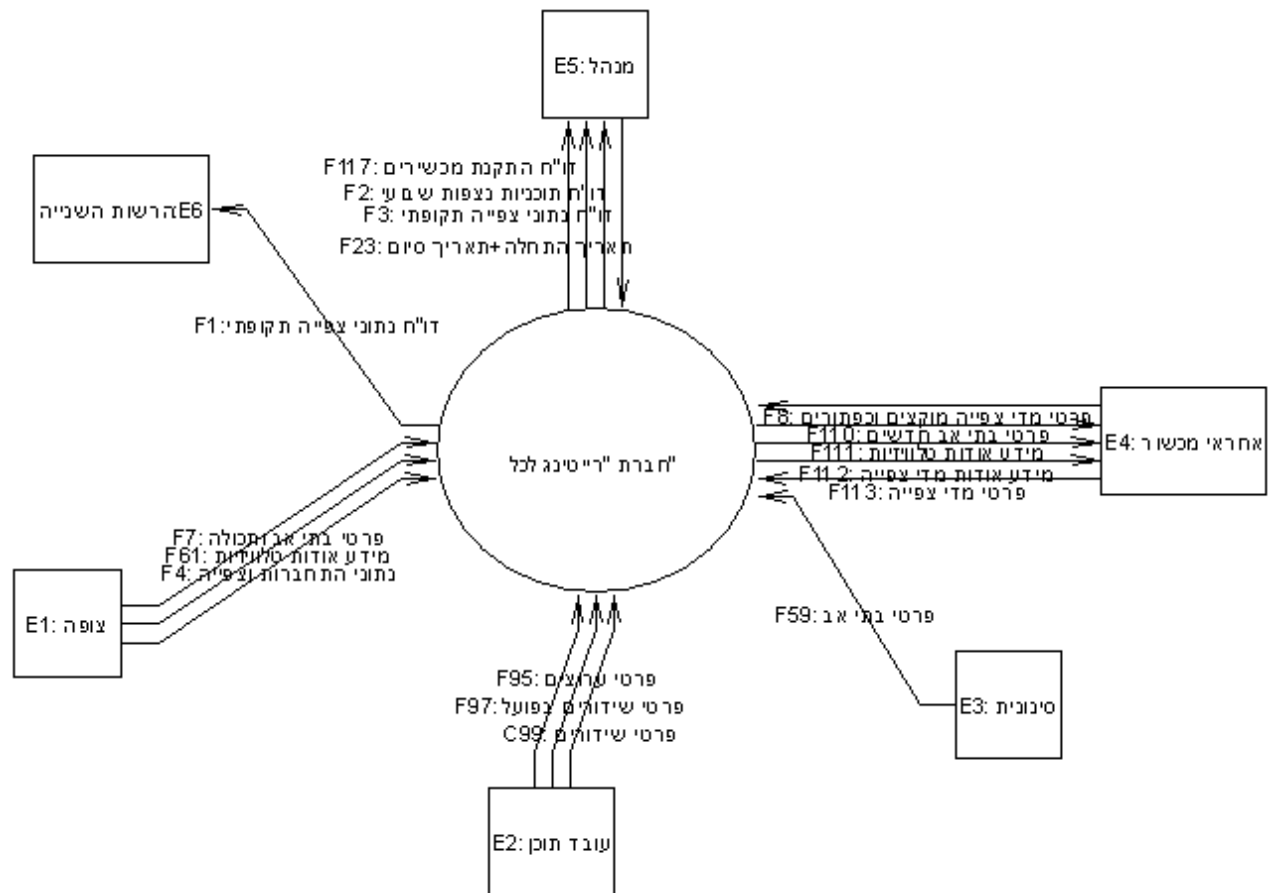 E5: מנהל
E6:הרשות השנייה
F117: דו"ח התקנת מכשירים
F2: דו"ח תוכניות נצפות שבועי
F3: דו"ח נתוני צפייה תקופתי
F23: תאריך התחלה+תאריך סיום
F1: דו"ח נתוני צפייה תקופתי
חברת "רייטינג לכל"
F8: פרטי מדי צפייה מוקצים וכפתורים
F110: פרטי בתי אב חדשים
F111: מידע אודות טלוויזיות
F112: מידע אודות מדי צפייה
F113: פרטי מדי צפייה
E4: אחראי מכשור
F7: פרטי בתי אב ותכולה
F61: מידע אודות טלוויזיות
F4: נתוני התחברות וצפייה
E1: צופה
F59: פרטי בתי אב
E3: סינונית
F95: פרטי ערוצים
F97: פרטי שידורים בפועל
C99: פרטי שידורים
E2: עובד תוכן